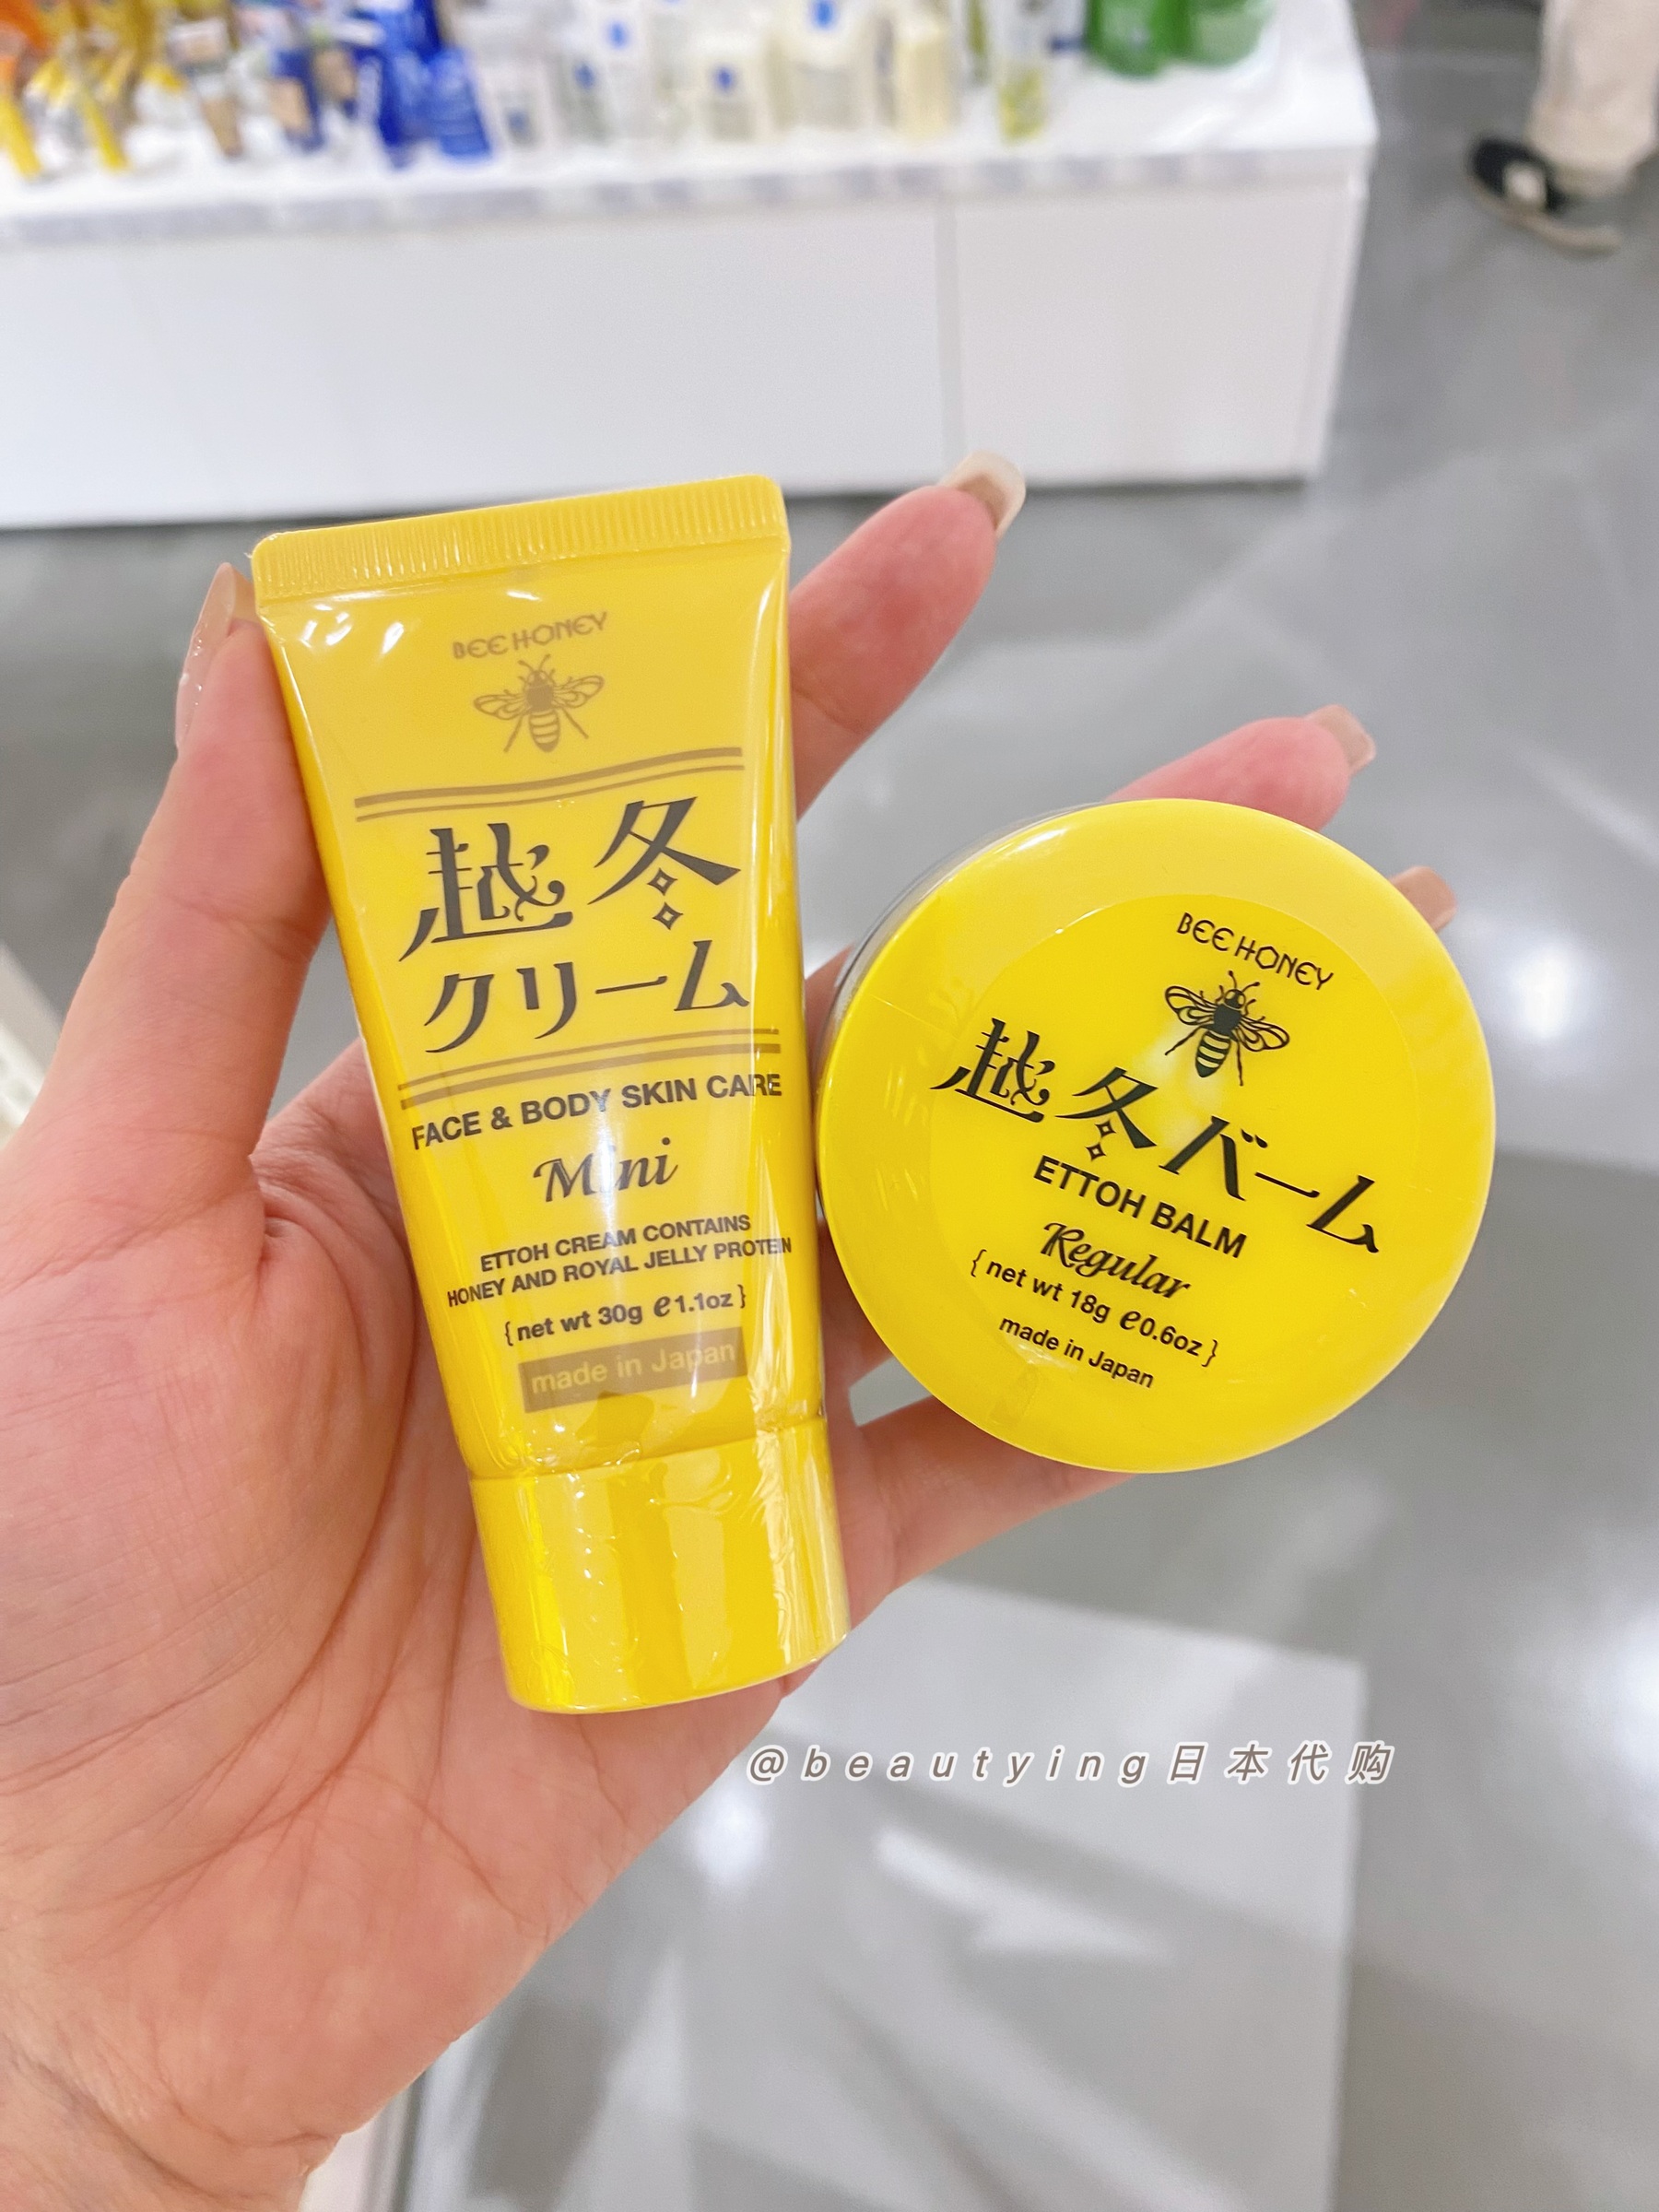 BEE HONEY
越冬
クリーム
FACE & BODY SKIN CARE
Mini
ETTOH CREAM CONTAINS
HONEY AND ROYAL JELLY PROTEIN
{ net wt 30g ℮1.1oz }
made in Japan
BEE HONEY
越冬バーム
ETTOH BALM
Regular
{ net wt 18g ℮0.6oz }
made in Japan
@beautying日本代购